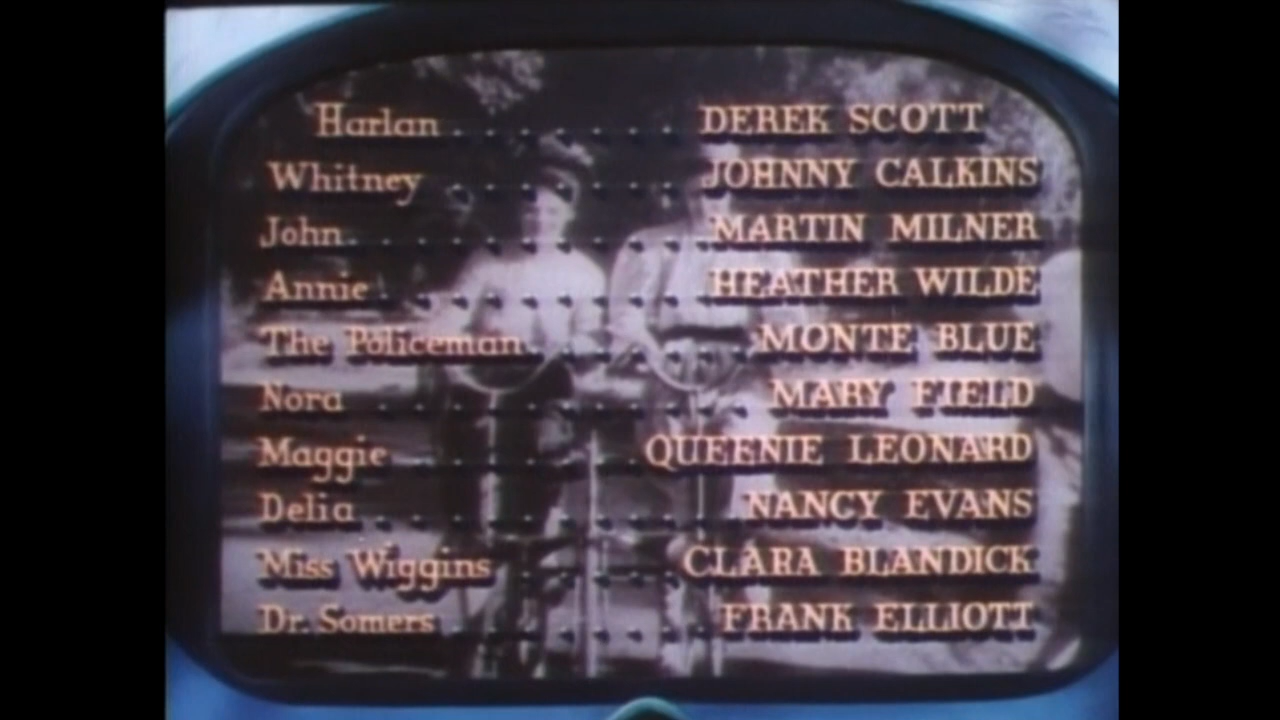 Harlan . . . . . . . DEREK SCOTT
Whitney . . . . . . . JOHNNY CALKINS
John . . . . . . . . . . MARTIN MILNER
Annie . . . . . . . . . HEATHER WILDE
The Policeman . . . . . . MONTE BLUE
Nora . . . . . . . . . . MARY FIELD
Maggie . . . . . . . QUEENIE LEONARD
Delia . . . . . . . . . . NANCY EVANS
Miss Wiggins . . . . . CLARA BLANDICK
Dr. Somers . . . . . . . FRANK ELLIOTT